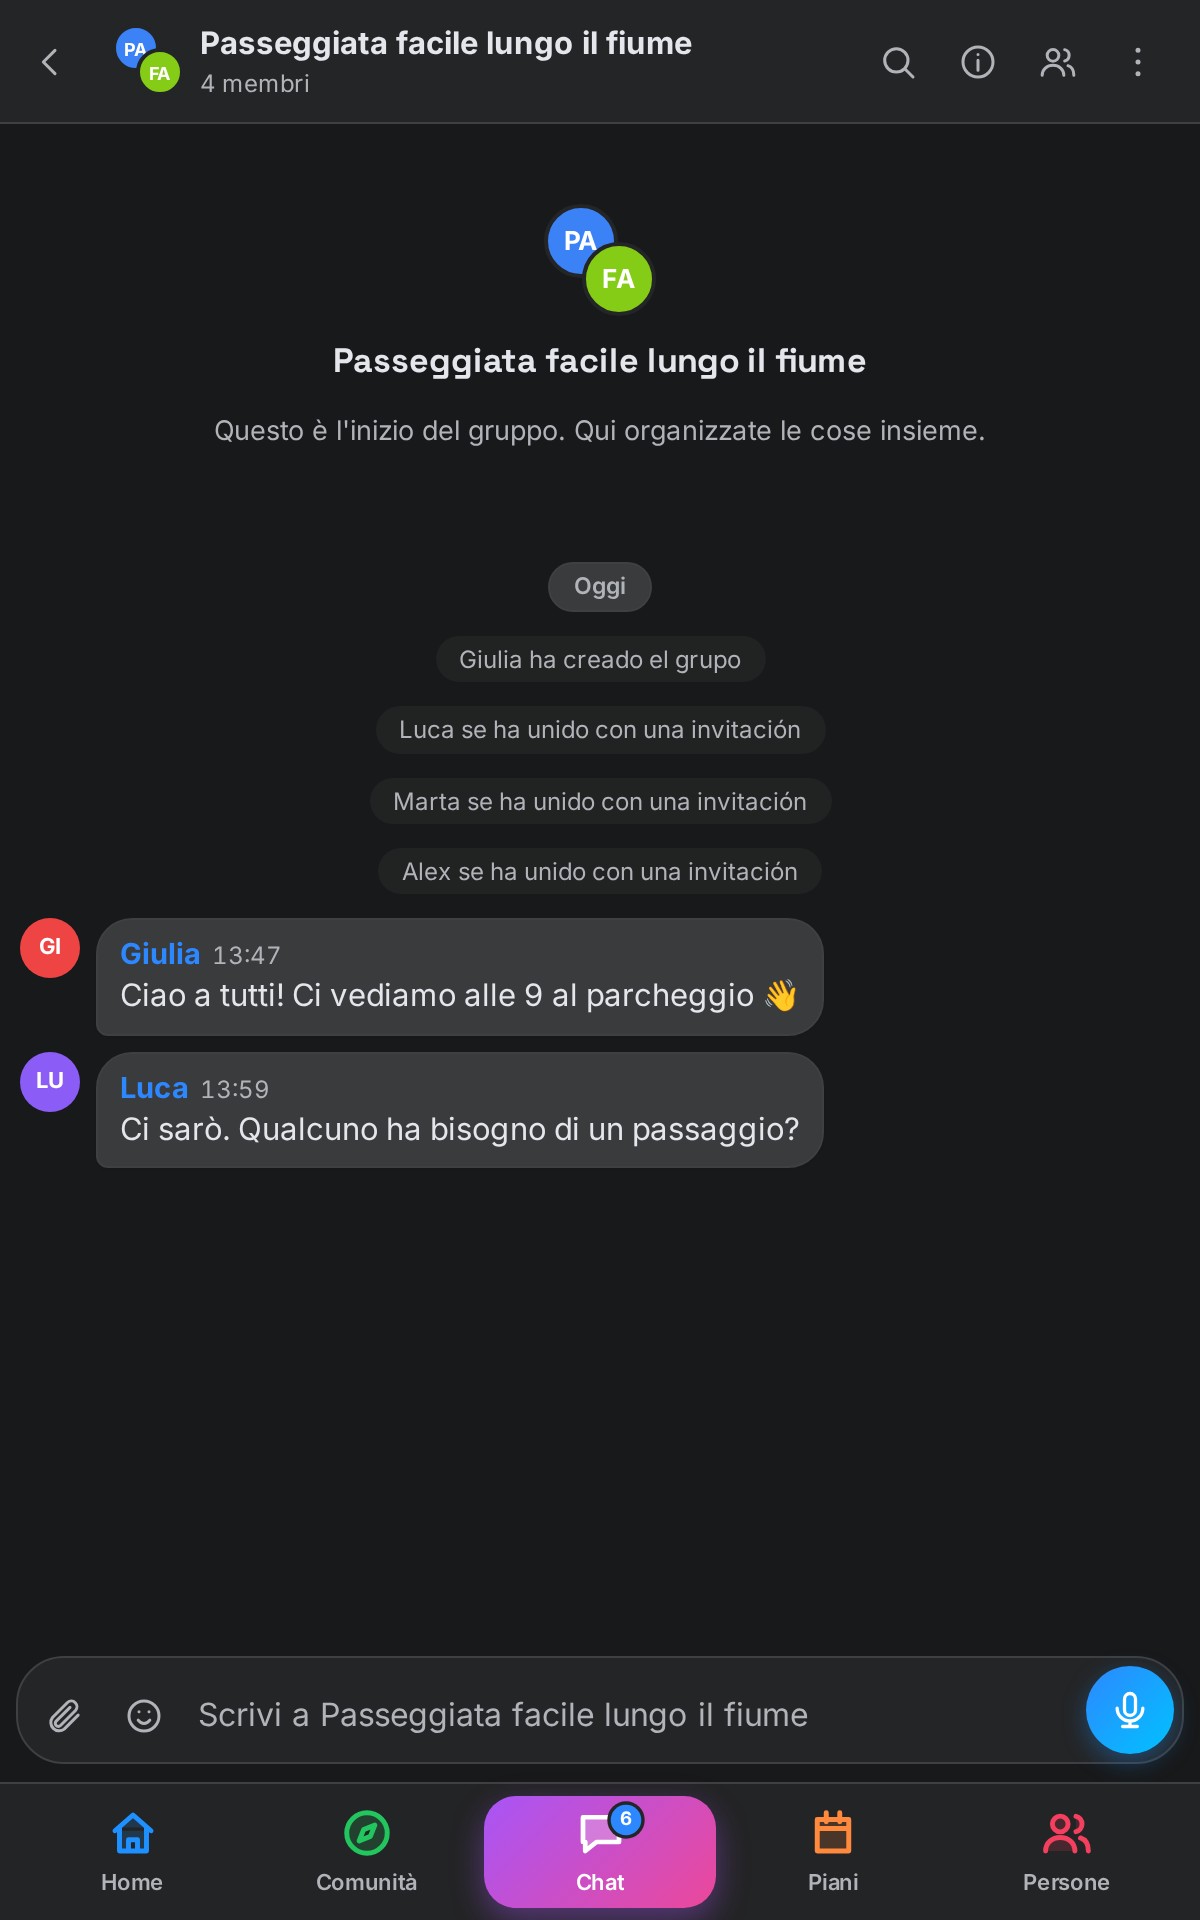 PA
FA
Passeggiata facile lungo il fiume
4 membri
PA
FA
Passeggiata facile lungo il fiume
Questo è l'inizio del gruppo. Qui organizzate le cose insieme.
Oggi
Giulia ha creado el grupo
Luca se ha unido con una invitación
Marta se ha unido con una invitación
Alex se ha unido con una invitación
GI
Giulia 13:47
Ciao a tutti! Ci vediamo alle 9 al parcheggio 👋
LU
Luca 13:59
Ci sarò. Qualcuno ha bisogno di un passaggio?
Scrivi a Passeggiata facile lungo il fiume
6
Home
Comunità
Chat
Piani
Persone